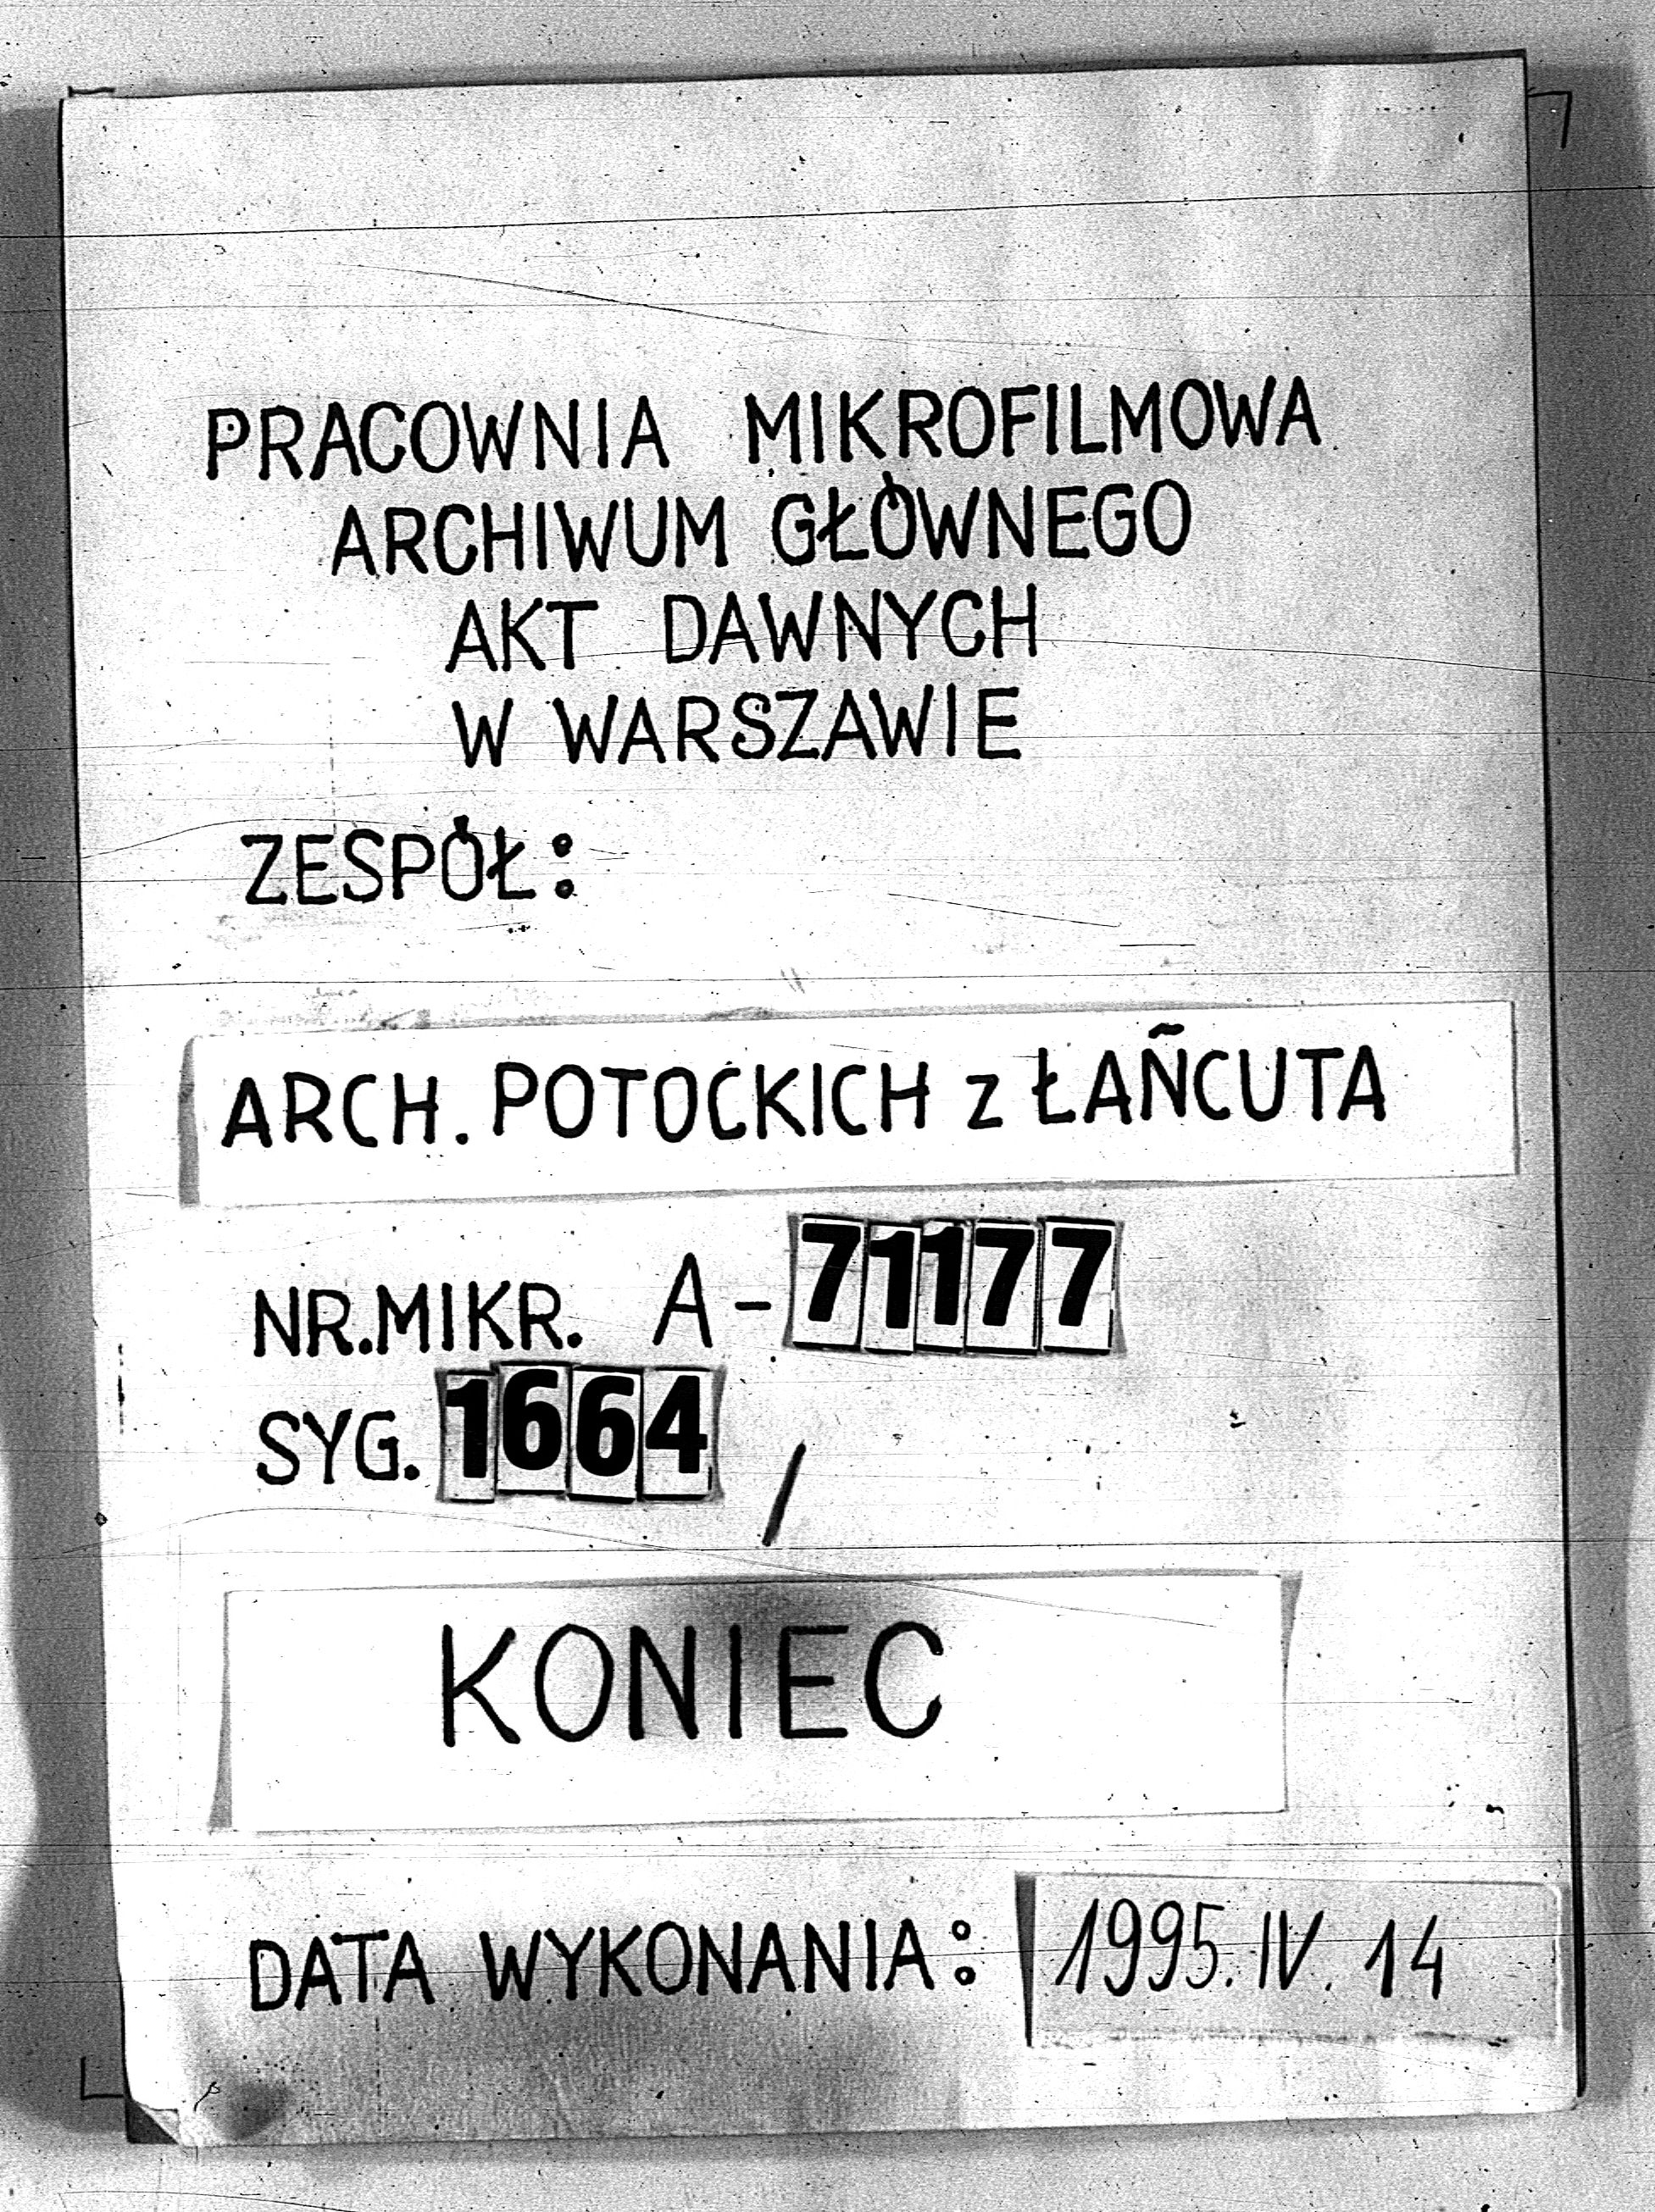 PRACOWNIA MIKROFILMOWA
ARCHIWUM GŁÓWNEGO
AKT DAWNYCH
W WARSZAWIE
ZESPÓŁ:
ARCH. POTOCKICH z ŁAŃCUTA
NR.MIKR. A-71177
SYG. 1664 /
KONIEC
DATA WYKONANIA: 1995.IV.14